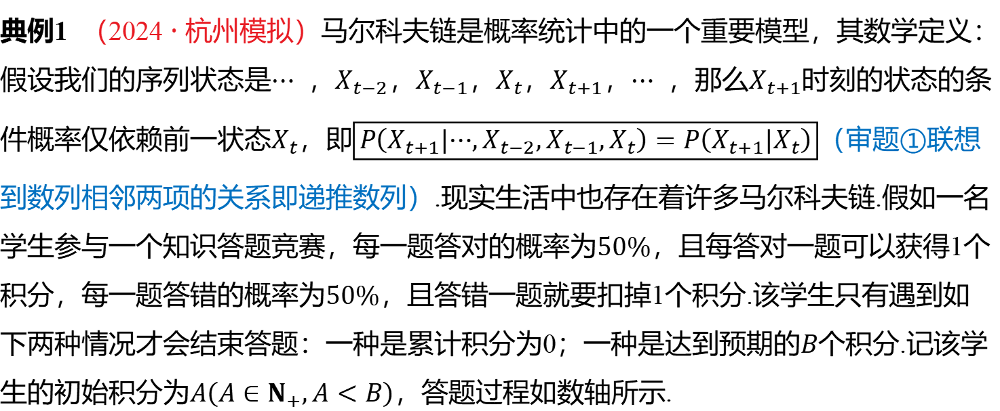 典例1 （2024 · 杭州模拟）马尔科夫链是概率统计中的一个重要模型，其数学定义：
假设我们的序列状态是⋯ ，X_{t−2}，X_{t−1}，X_t，X_{t+1}，⋯ ，那么X_{t+1}时刻的状态的条
件概率仅依赖前一状态X_t，即P(X_{t+1}|⋯,X_{t−2},X_{t−1},X_t) = P(X_{t+1}|X_t)（审题①联想
到数列相邻两项的关系即递推数列）.现实生活中也存在着许多马尔科夫链.假如一名
学生参与一个知识答题竞赛，每一题答对的概率为50%，且每答对一题可以获得1个
积分，每一题答错的概率为50%，且答错一题就要扣掉1个积分.该学生只有遇到如
下两种情况才会结束答题：一种是累计积分为0；一种是达到预期的B个积分.记该学
生的初始积分为A(A ∈ N₊, A < B)，答题过程如数轴所示.